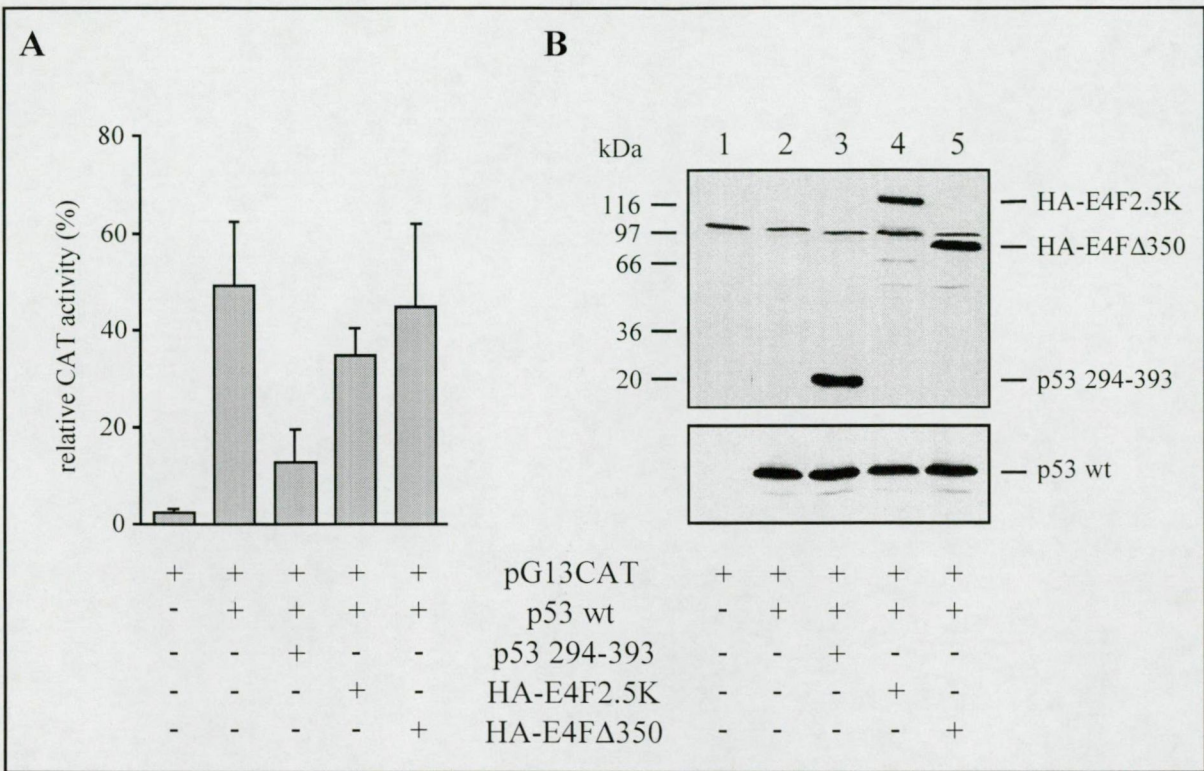 A
B
80
60
40
20
0
relative CAT activity (%)
kDa 1 2 3 4 5
116
97
66
36
20
HA-E4F2.5K
HA-E4FΔ350
p53 294-393
p53 wt
+ + + + + pG13CAT + + + + +
- + + + + p53 wt - + + + +
- - + - - p53 294-393 - - + - -
- - - + - HA-E4F2.5K - - - + -
- - - - + HA-E4FΔ350 - - - - +